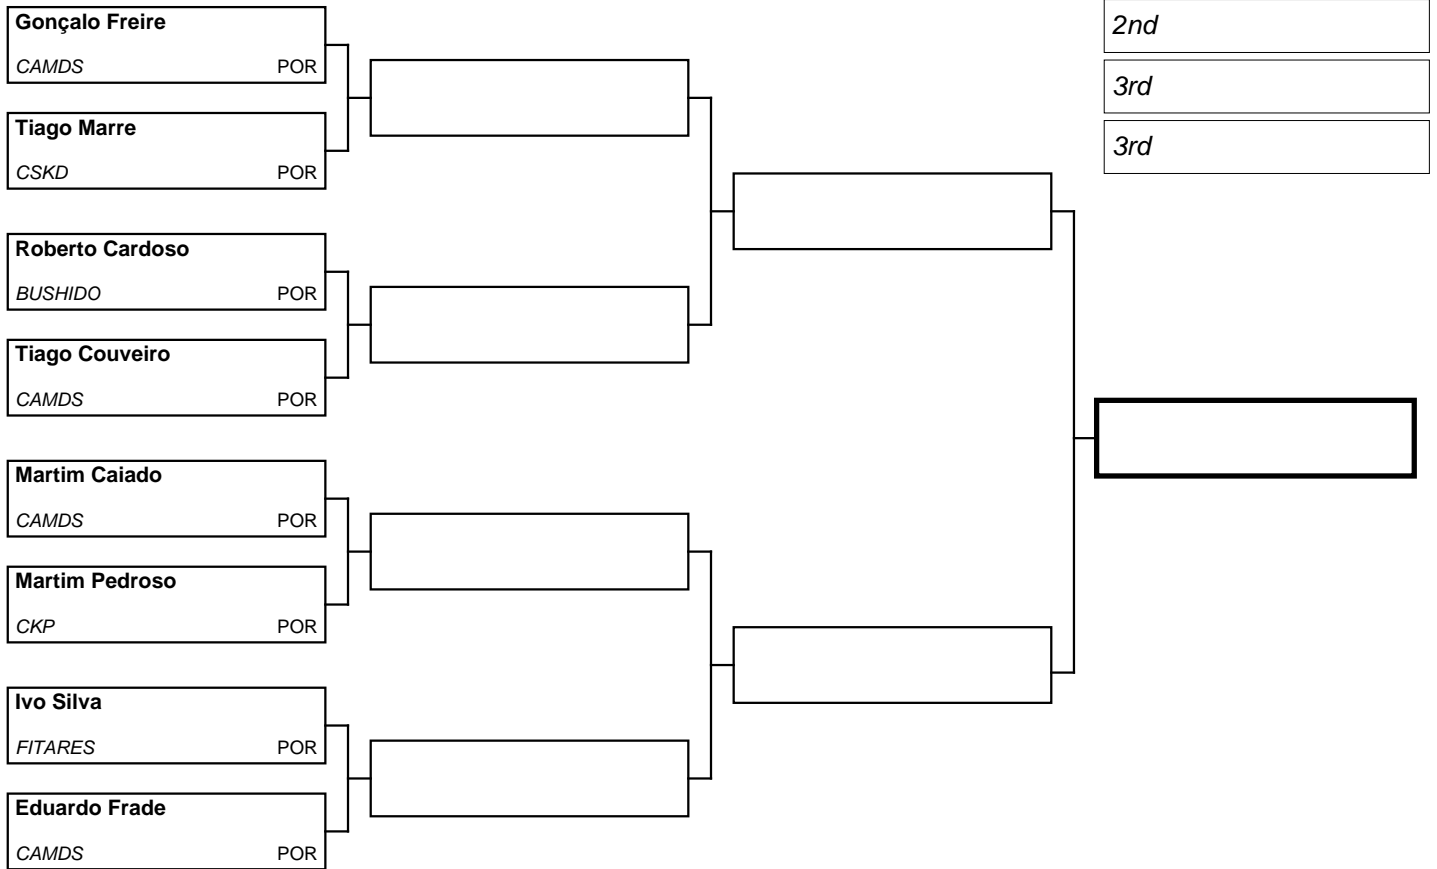 Gonçalo Freire
CAMDS POR
Tiago Marre
CSKD POR
Roberto Cardoso
BUSHIDO POR
Tiago Couveiro
CAMDS POR
Martim Caiado
CAMDS POR
Martim Pedroso
CKP POR
Ivo Silva
FITARES POR
Eduardo Frade
CAMDS POR
2nd
3rd
3rd